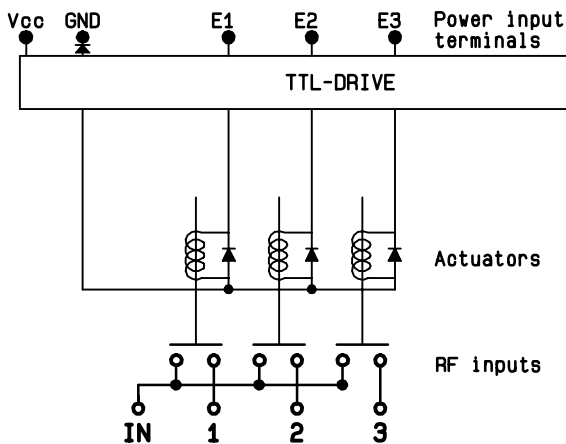 Vcc GND E1 E2 E3 Power input
terminals
TTL-DRIVE
Actuators
RF inputs
IN 1 2 3